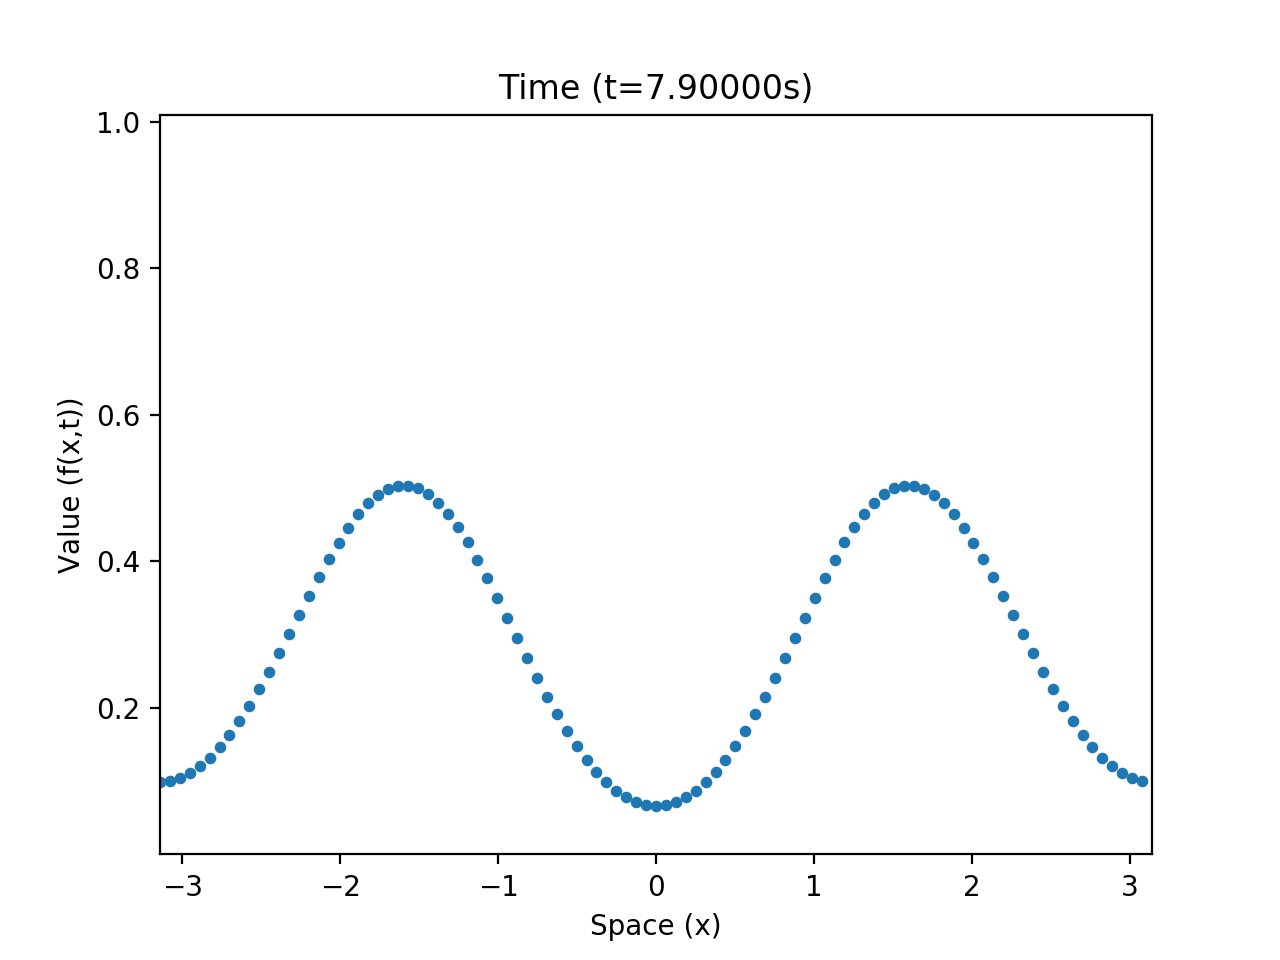 Time (t=7.90000s)
1.0
0.8
0.6
0.4
0.2
Value (f(x,t))
−3 −2 −1 0 1 2 3
Space (x)